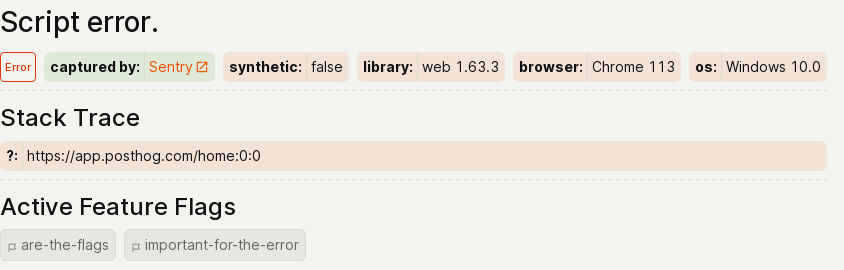 Script error.
Error captured by: Sentry synthetic: false library: web 1.63.3 browser: Chrome 113 os: Windows 10.0
Stack Trace
?: https://app.posthog.com/home:0:0
Active Feature Flags
are-the-flags important-for-the-error